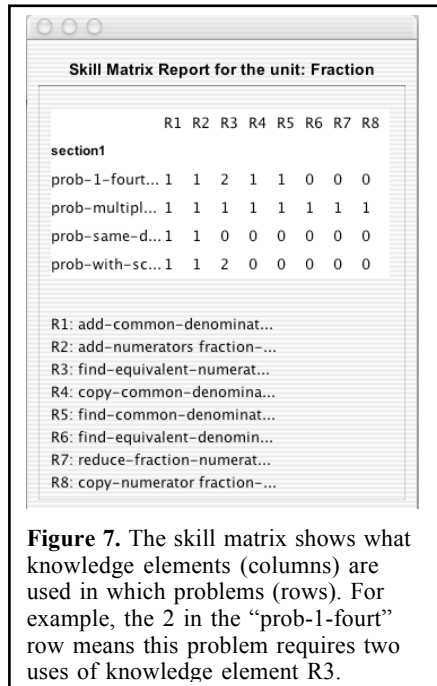 Skill Matrix Report for the unit: Fraction
R1 R2 R3 R4 R5 R6 R7 R8
section1
prob-1-fourt... 1 1 2 1 1 0 0 0
prob-multipl... 1 1 1 1 1 1 1 1
prob-same-d... 1 1 0 0 0 0 0 0
prob-with-sc... 1 1 2 0 0 0 0 0
R1: add-common-denominat...
R2: add-numerators fraction-...
R3: find-equivalent-numerat...
R4: copy-common-denomina...
R5: find-common-denominat...
R6: find-equivalent-denomin...
R7: reduce-fraction-numerat...
R8: copy-numerator fraction-...
Figure 7. The skill matrix shows what
knowledge elements (columns) are
used in which problems (rows). For
example, the 2 in the “prob-1-fourt”
row means this problem requires two
uses of knowledge element R3.